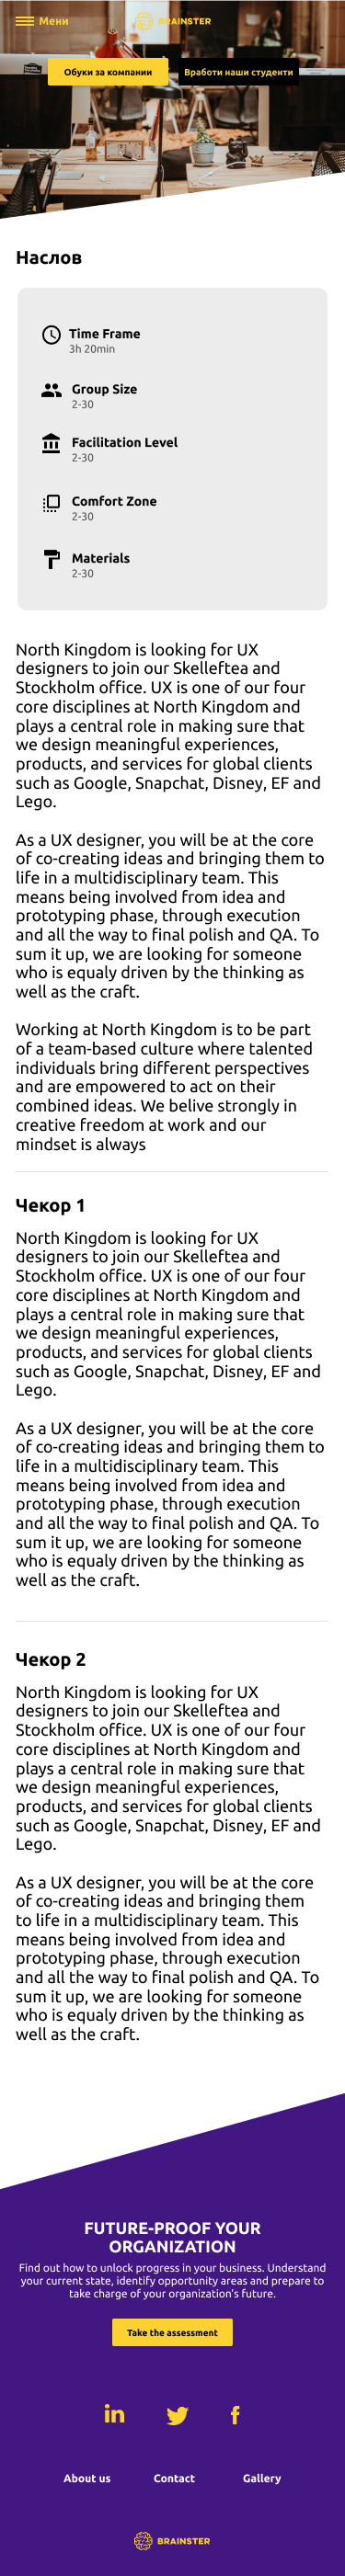 Мени
BRAINSTER
Обуки за компании
Вработи наши студенти
Наслов
Time Frame
3h 20min
Group Size
2-30
Facilitation Level
2-30
Comfort Zone
2-30
Materials
2-30
North Kingdom is looking for UX
designers to join our Skelleftea and
Stockholm office. UX is one of our four
core disciplines at North Kingdom and
plays a central role in making sure that
we design meaningful experiences,
products, and services for global clients
such as Google, Snapchat, Disney, EF and
Lego.
As a UX designer, you will be at the core
of co-creating ideas and bringing them to
life in a multidisciplinary team. This
means being involved from idea and
prototyping phase, through execution
and all the way to final polish and QA. To
sum it up, we are looking for someone
who is equaly driven by the thinking as
well as the craft.
Working at North Kingdom is to be part
of a team-based culture where talented
individuals bring different perspectives
and are empowered to act on their
combined ideas. We belive strongly in
creative freedom at work and our
mindset is always
Чекор 1
North Kingdom is looking for UX
designers to join our Skelleftea and
Stockholm office. UX is one of our four
core disciplines at North Kingdom and
plays a central role in making sure that
we design meaningful experiences,
products, and services for global clients
such as Google, Snapchat, Disney, EF and
Lego.
As a UX designer, you will be at the core
of co-creating ideas and bringing them to
life in a multidisciplinary team. This
means being involved from idea and
prototyping phase, through execution
and all the way to final polish and QA. To
sum it up, we are looking for someone
who is equaly driven by the thinking as
well as the craft.
Чекор 2
North Kingdom is looking for UX
designers to join our Skelleftea and
Stockholm office. UX is one of our four
core disciplines at North Kingdom and
plays a central role in making sure that
we design meaningful experiences,
products, and services for global clients
such as Google, Snapchat, Disney, EF and
Lego.
As a UX designer, you will be at the core
of co-creating ideas and bringing them
to life in a multidisciplinary team. This
means being involved from idea and
prototyping phase, through execution
and all the way to final polish and QA. To
sum it up, we are looking for someone
who is equaly driven by the thinking as
well as the craft.
FUTURE-PROOF YOUR
ORGANIZATION
Find out how to unlock progress in your business. Understand
your current state, identify opportunity areas and prepare to
take charge of your organization's future.
Take the assessment
in f
About us Contact Gallery
BRAINSTER